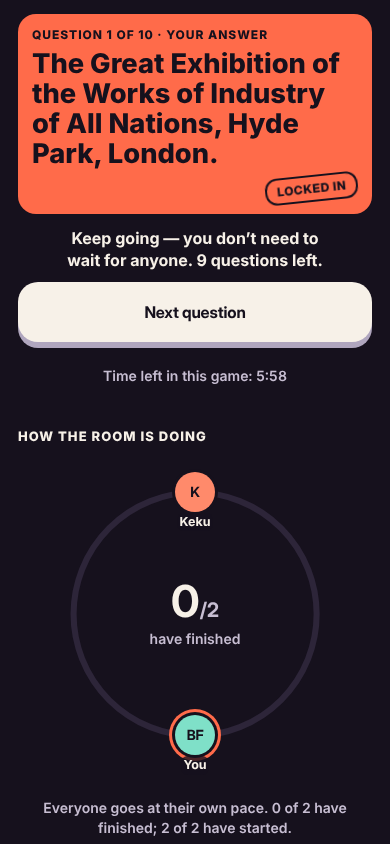 QUESTION 1 OF 10 · YOUR ANSWER
The Great Exhibition of
the Works of Industry
of All Nations, Hyde
Park, London.
LOCKED IN
Keep going — you don’t need to
wait for anyone. 9 questions left.
Next question
Time left in this game: 5:58
HOW THE ROOM IS DOING
K
Keku
0/2
have finished
BF
You
Everyone goes at their own pace. 0 of 2 have
finished; 2 of 2 have started.